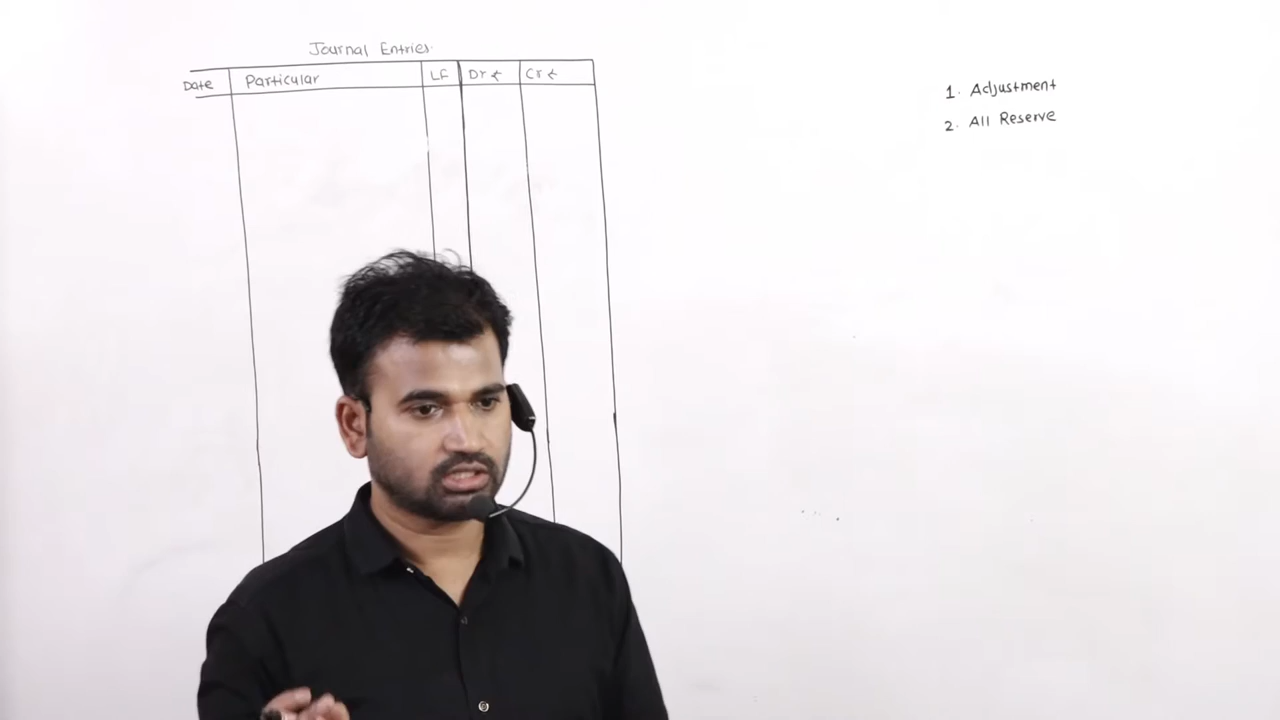 Journal Entries
Date Particular LF Dr ₹ Cr ₹
1. Adjustment
2. All Reserve